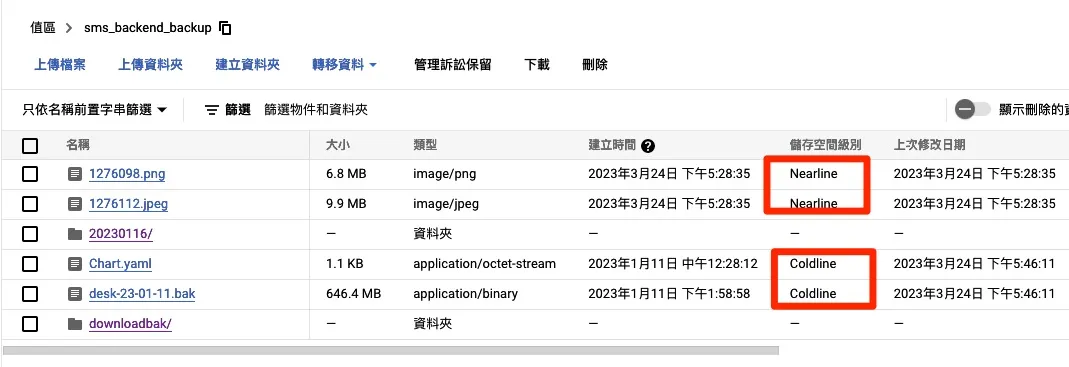 值區 sms_backend_backup
上傳檔案 上傳資料夾 建立資料夾 轉移資料 管理訴訟保留 下載 刪除
只依名稱前置字串篩選 篩選 篩選物件和資料夾 顯示刪除的
名稱 大小 類型 建立時間 儲存空間級別 上次修改日期
1276098.png 6.8 MB image/png 2023年3月24日 下午5:28:35 Nearline 2023年3月24日 下午5:28:35
1276112.jpeg 9.9 MB image/jpeg 2023年3月24日 下午5:28:35 Nearline 2023年3月24日 下午5:28:35
20230116/ — 資料夾 — — —
Chart.yaml 1.1 KB application/octet-stream 2023年1月11日 中午12:28:12 Coldline 2023年3月24日 下午5:46:11
desk-23-01-11.bak 646.4 MB application/binary 2023年1月11日 下午1:58:58 Coldline 2023年3月24日 下午5:46:11
downloadbak/ — 資料夾 — — —